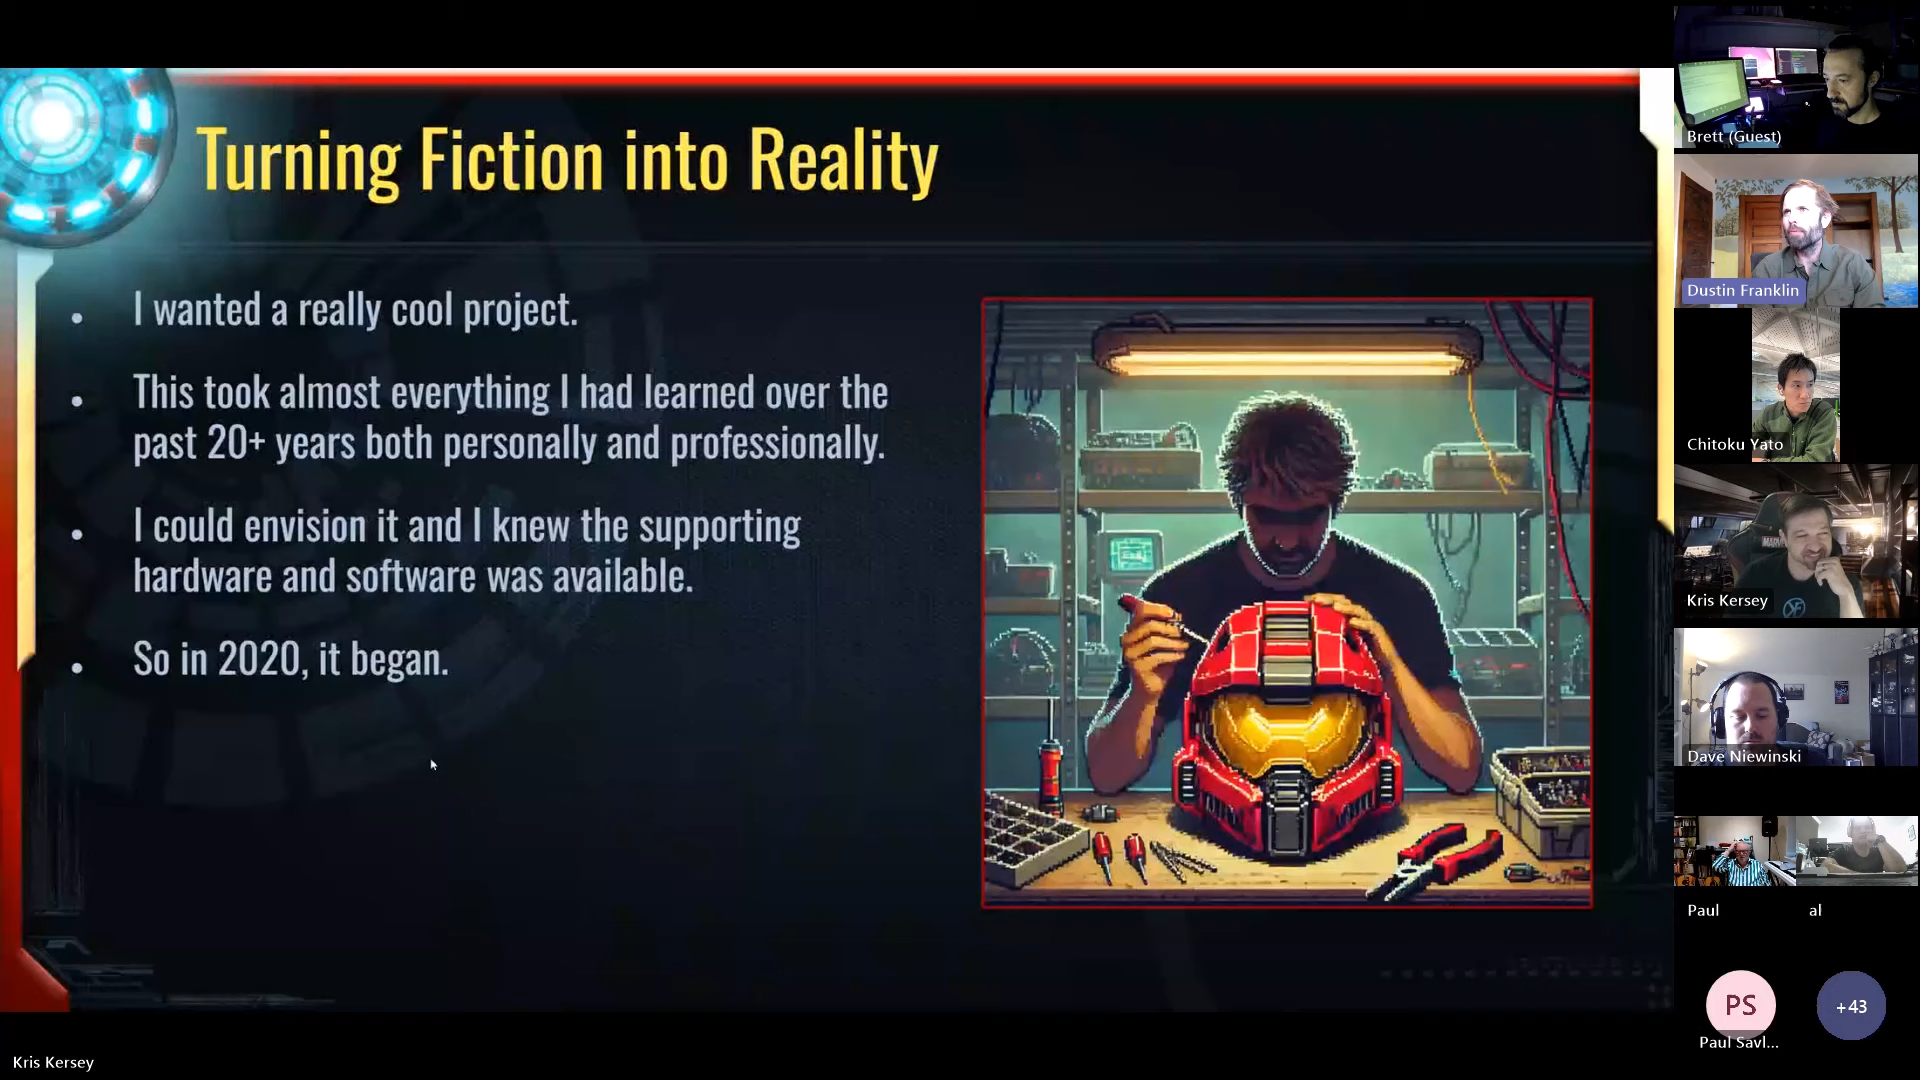 Turning Fiction into Reality
I wanted a really cool project.
This took almost everything I had learned over the
past 20+ years both personally and professionally.
I could envision it and I knew the supporting
hardware and software was available.
So in 2020, it began.
Kris Kersey
Brett (Guest)
Dustin Franklin
Chitoku Yato
Kris Kersey
Dave Niewinski
Paul
al
PS
+43
Paul Savl...